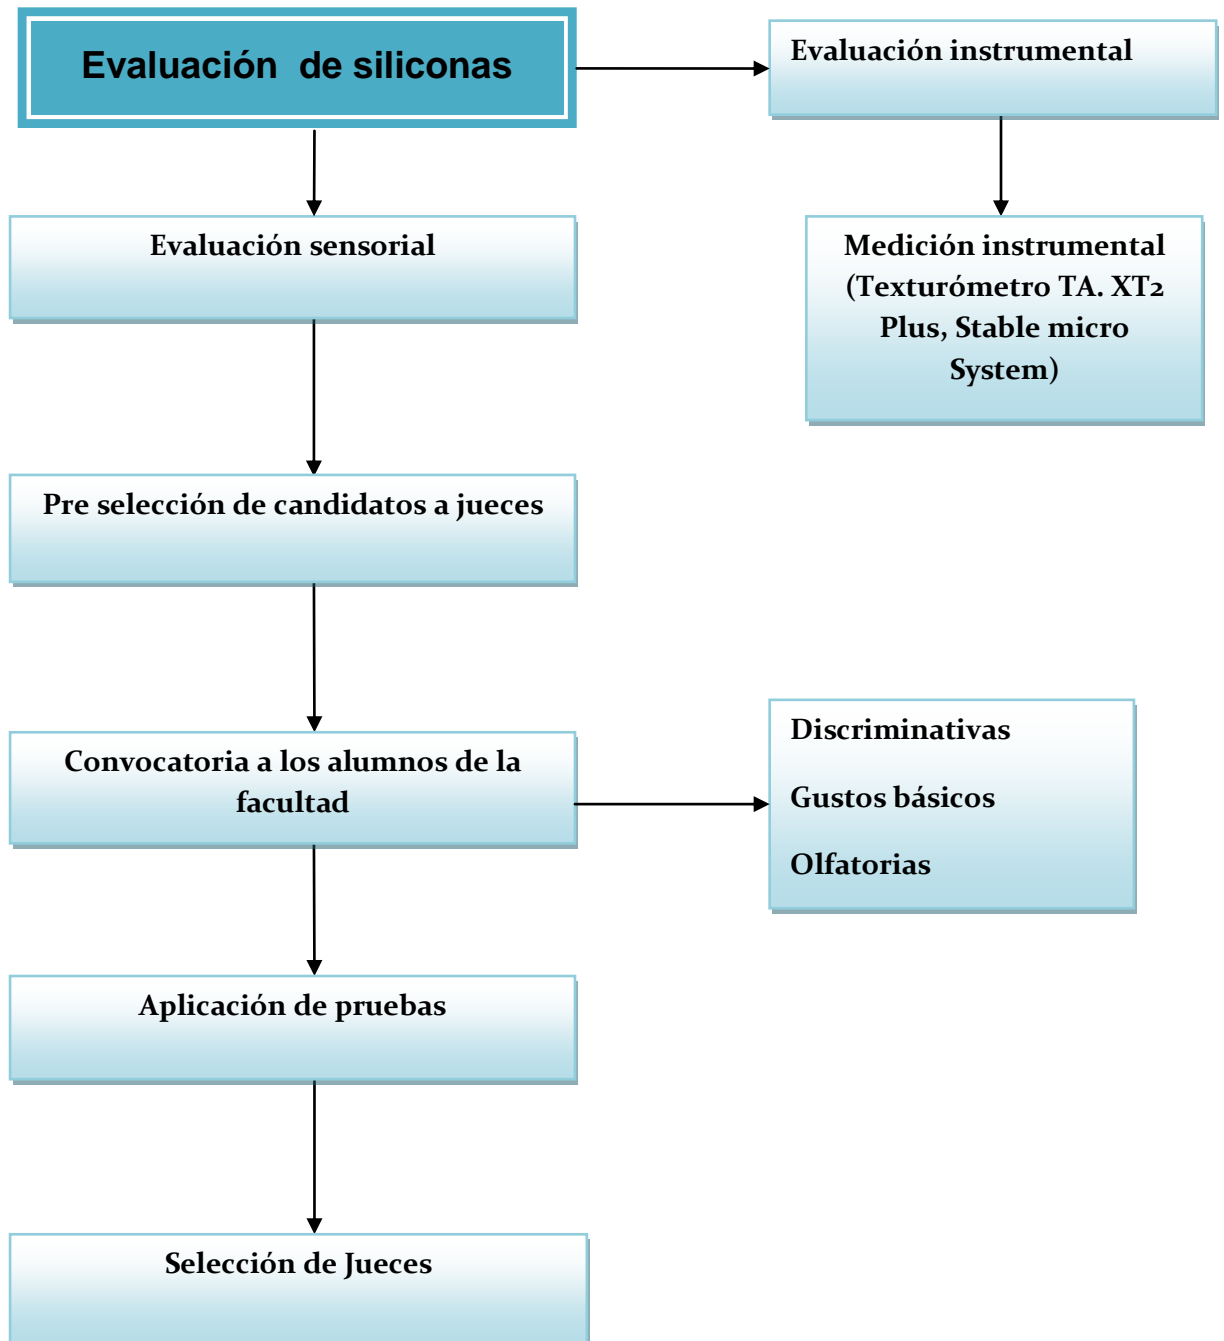 Evaluación de siliconas
Evaluación instrumental
Evaluación sensorial
Medición instrumental
(Texturómetro TA. XT2
Plus, Stable micro
System)
Pre selección de candidatos a jueces
Convocatoria a los alumnos de la
facultad
Discriminativas
Gustos básicos
Olfatorias
Aplicación de pruebas
Selección de Jueces